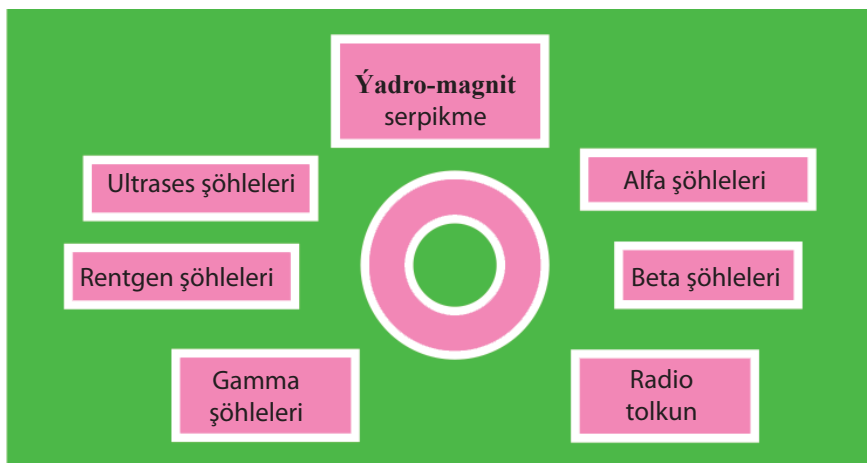 Ýadro-magnit
serpikme
Ultrases şöhleleri
Alfa şöhleleri
Rentgen şöhleleri
Beta şöhleleri
Gamma
şöhleleri
Radio
tolkun